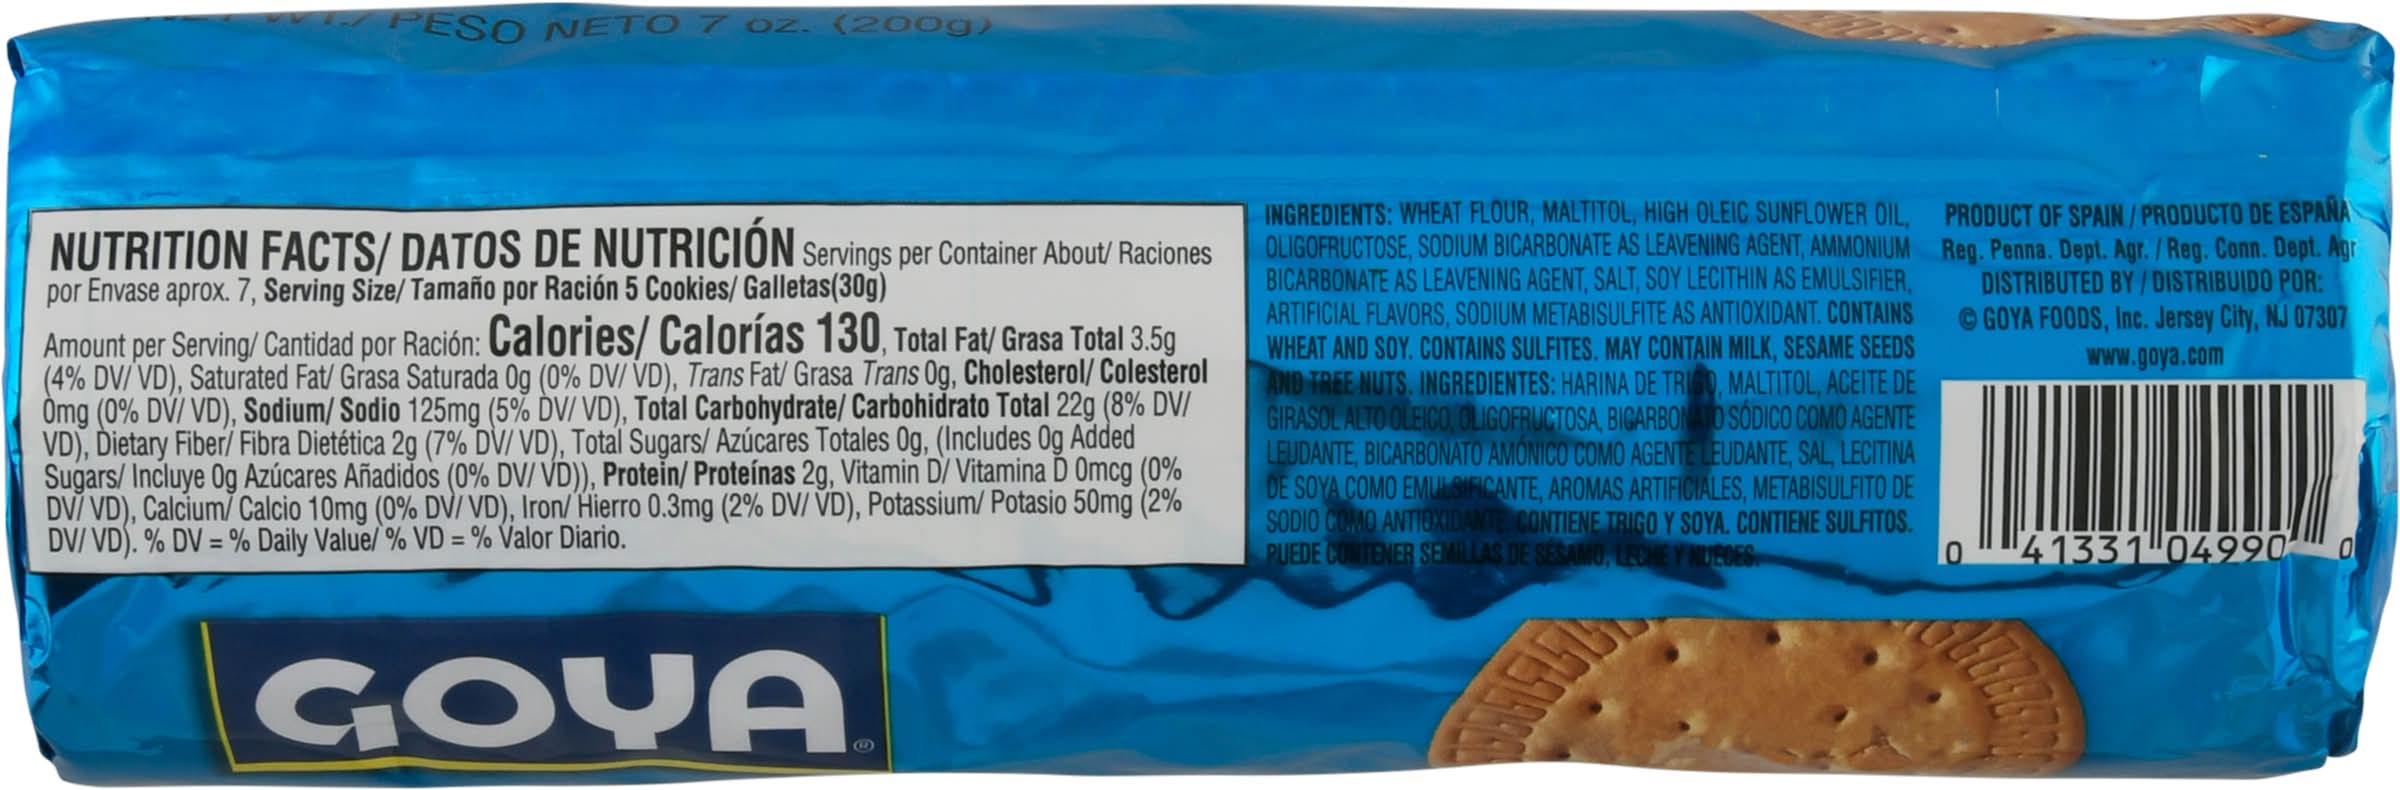 NET WT./ PESO NETO 7 oz. (200g)
NUTRITION FACTS/ DATOS DE NUTRICIÓN Servings per Container About/ Raciones
por Envase aprox. 7, Serving Size/ Tamaño por Ración 5 Cookies/ Galletas(30g)
Amount per Serving/ Cantidad por Ración: Calories/ Calorías 130, Total Fat/ Grasa Total 3.5g
(4% DV/ VD), Saturated Fat/ Grasa Saturada 0g (0% DV/ VD), Trans Fat/ Grasa Trans 0g, Cholesterol/ Colesterol
0mg (0% DV/ VD), Sodium/ Sodio 125mg (5% DV/ VD), Total Carbohydrate/ Carbohidrato Total 22g (8% DV/
VD), Dietary Fiber/ Fibra Dietética 2g (7% DV/ VD), Total Sugars/ Azúcares Totales 0g, (Includes 0g Added
Sugars/ Incluye 0g Azúcares Añadidos (0% DV/ VD)), Protein/ Proteínas 2g, Vitamin D/ Vitamina D 0mcg (0%
DV/ VD), Calcium/ Calcio 10mg (0% DV/ VD), Iron/ Hierro 0.3mg (2% DV/ VD), Potassium/ Potasio 50mg (2%
DV/ VD). % DV = % Daily Value/ % VD = % Valor Diario.
INGREDIENTS: WHEAT FLOUR, MALTITOL, HIGH OLEIC SUNFLOWER OIL,
OLIGOFRUCTOSE, SODIUM BICARBONATE AS LEAVENING AGENT, AMMONIUM
BICARBONATE AS LEAVENING AGENT, SALT, SOY LECITHIN AS EMULSIFIER,
ARTIFICIAL FLAVORS, SODIUM METABISULFITE AS ANTIOXIDANT. CONTAINS
WHEAT AND SOY. CONTAINS SULFITES. MAY CONTAIN MILK, SESAME SEEDS
AND TREE NUTS. INGREDIENTES: HARINA DE TRIGO, MALTITOL, ACEITE DE
GIRASOL ALTO OLEICO, OLIGOFRUCTOSA, BICARBONATO SÓDICO COMO AGENTE
LEUDANTE, BICARBONATO AMÓNICO COMO AGENTE LEUDANTE, SAL, LECITINA
DE SOYA COMO EMULSIFICANTE, AROMAS ARTIFICIALES, METABISULFITO DE
SODIO COMO ANTIOXIDANTE. CONTIENE TRIGO Y SOYA. CONTIENE SULFITOS.
PUEDE CONTENER SEMILLAS DE SÉSAMO, LECHE Y NUECES.
PRODUCT OF SPAIN / PRODUCTO DE ESPAÑA
Reg. Penna. Dept. Agr. / Reg. Conn. Dept. Agr
DISTRIBUTED BY / DISTRIBUIDO POR:
© GOYA FOODS, Inc. Jersey City, NJ 07307
www.goya.com
0 41331 04990 0
GOYA®